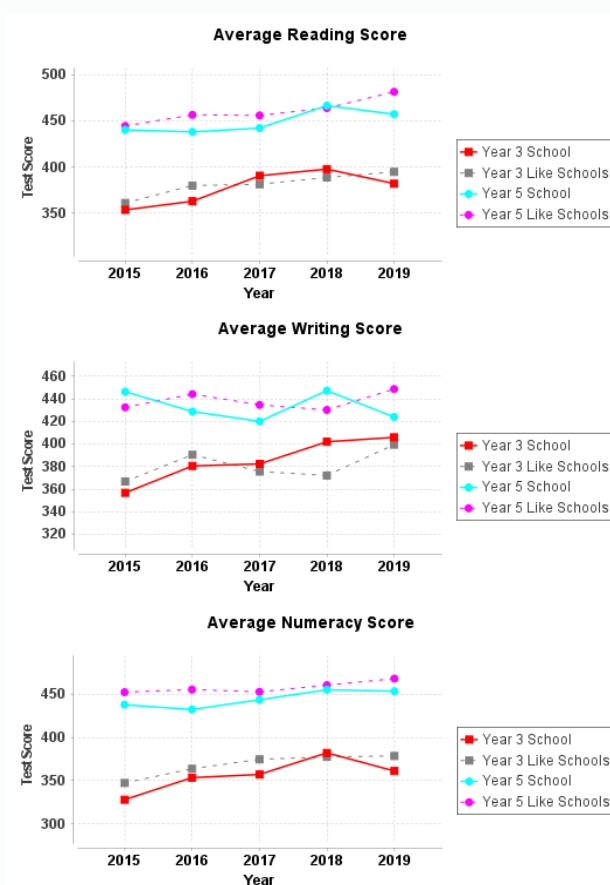 Average Reading Score
500
450
400
350
Test Score
2015 2016 2017 2018 2019
Year
Year 3 School
Year 3 Like Schools
Year 5 School
Year 5 Like Schools
Average Writing Score
460
440
420
400
380
360
340
320
Test Score
2015 2016 2017 2018 2019
Year
Year 3 School
Year 3 Like Schools
Year 5 School
Year 5 Like Schools
Average Numeracy Score
450
400
350
300
Test Score
2015 2016 2017 2018 2019
Year
Year 3 School
Year 3 Like Schools
Year 5 School
Year 5 Like Schools